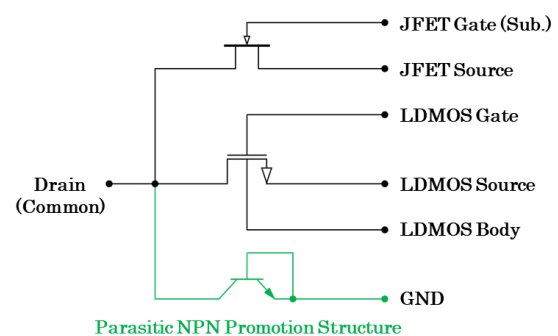 JFET Gate (Sub.)
JFET Source
LDMOS Gate
Drain
(Common)
LDMOS Source
LDMOS Body
GND
Parasitic NPN Promotion Structure